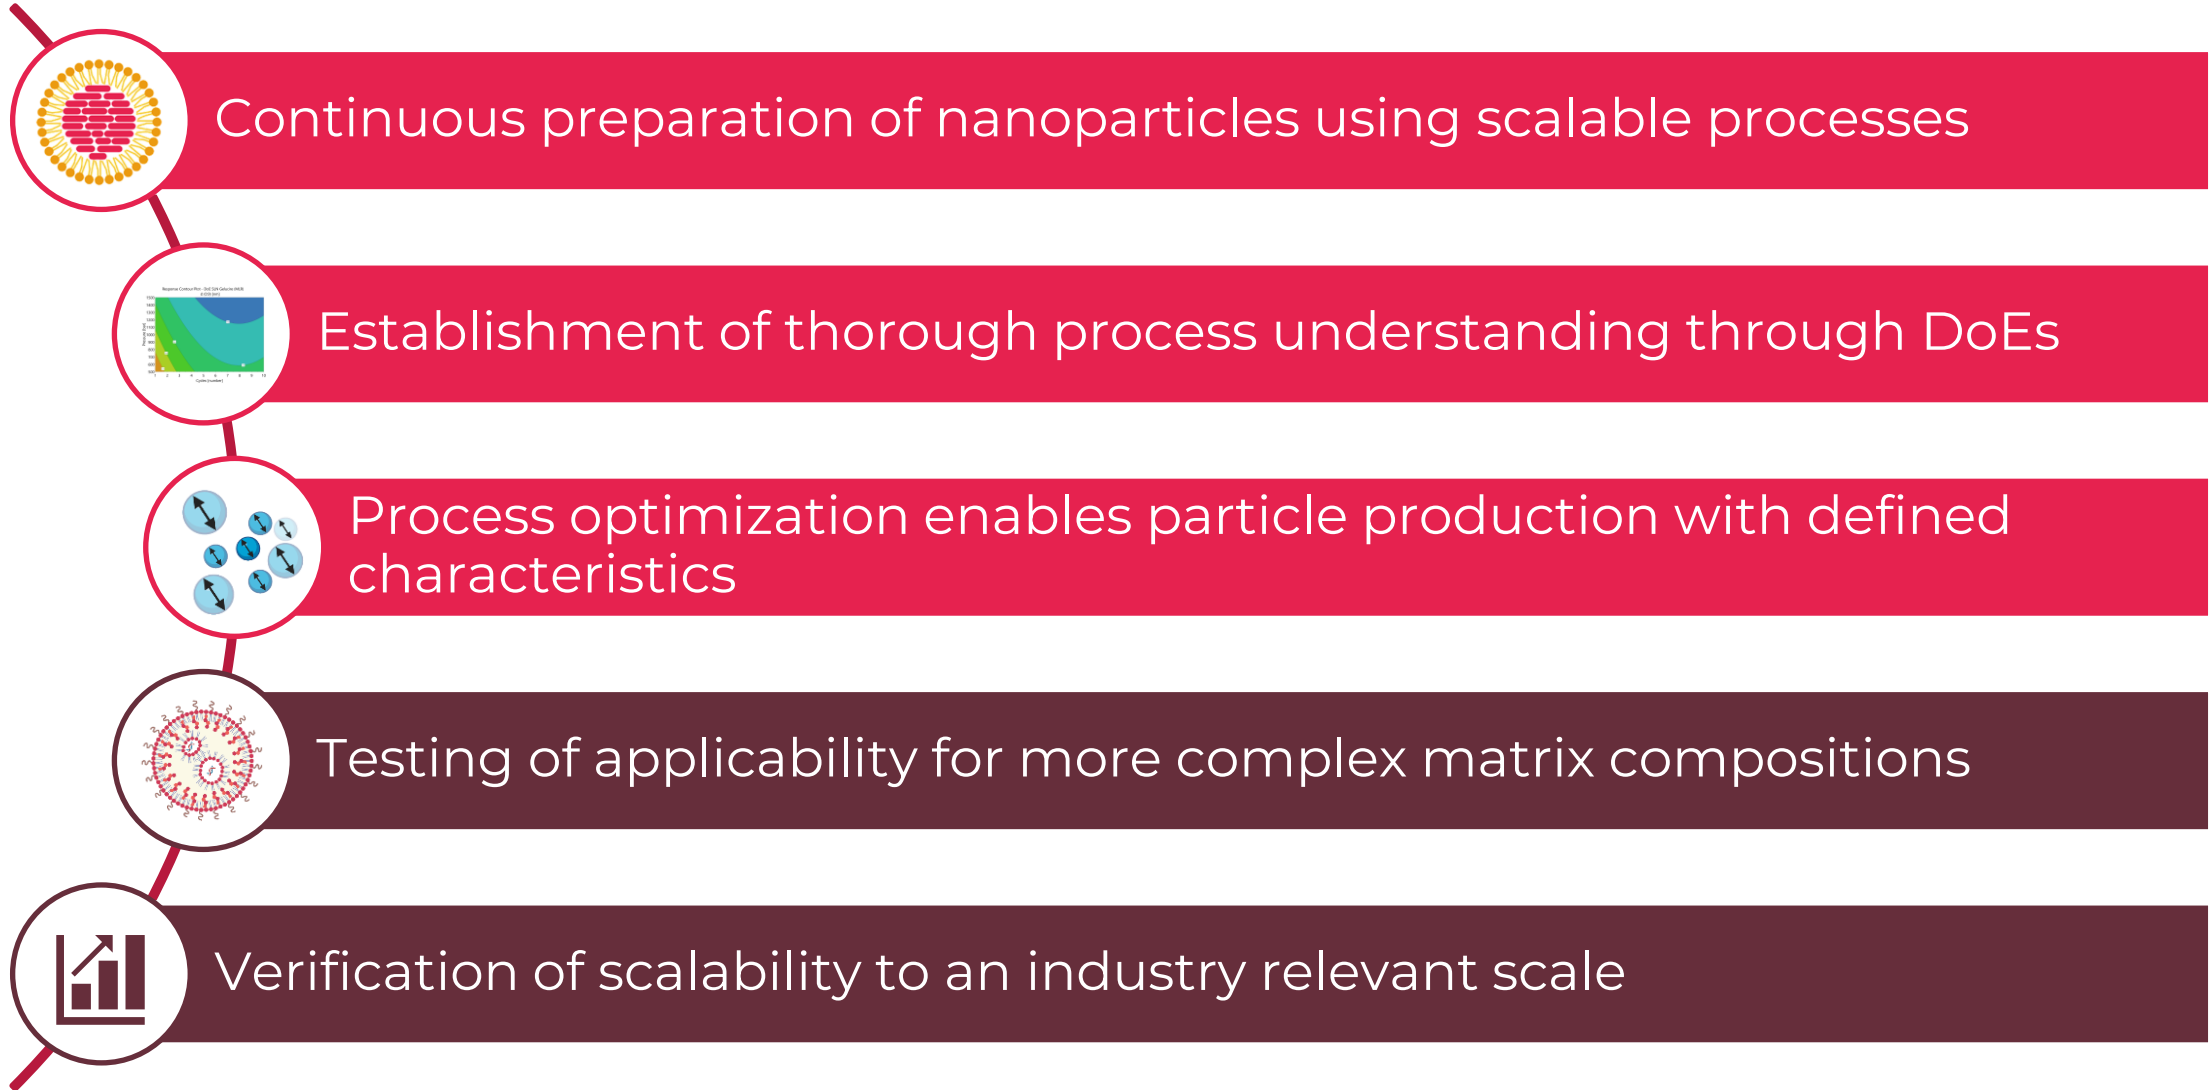 Continuous preparation of nanoparticles using scalable processes
Establishment of thorough process understanding through DoEs
Cycles (number)
Process optimization enables particle production with defined
characteristics
Testing of applicability for more complex matrix compositions
Verification of scalability to an industry relevant scale